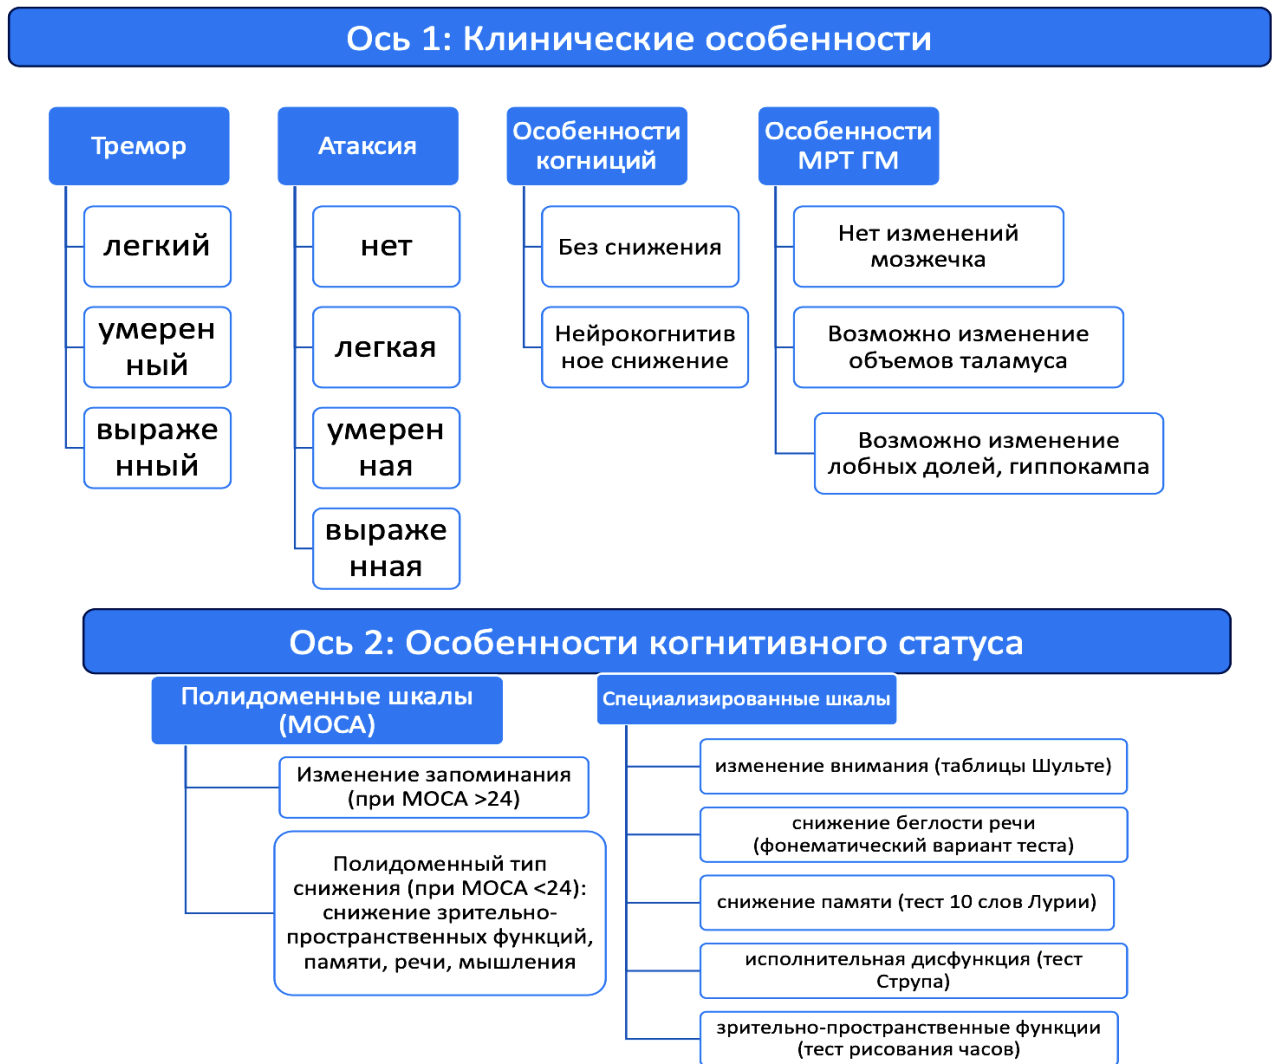 Ось 1: Клинические особенности
Тремор
легкий
умерен
ный
выраже
нный
Атаксия
нет
легкая
умерен
ная
выраже
нная
Особенности
когниций
Без снижения
Нейрокогнитив
ное снижение
Особенности
МРТ ГМ
Нет изменений
мозжечка
Возможно изменение
объемов таламуса
Возможно изменение
лобных долей, гиппокампа
Ось 2: Особенности когнитивного статуса
Полидоменные шкалы
(МОСА)
Изменение запоминания
(при МОСА >24)
Полидоменный тип
снижения (при МОСА <24):
снижение зрительно-
пространственных функций,
памяти, речи, мышления
Специализированные шкалы
изменение внимания (таблицы Шульте)
снижение беглости речи
(фонематический вариант теста)
снижение памяти (тест 10 слов Лурии)
исполнительная дисфункция (тест
Струпа)
зрительно-пространственные функции
(тест рисования часов)